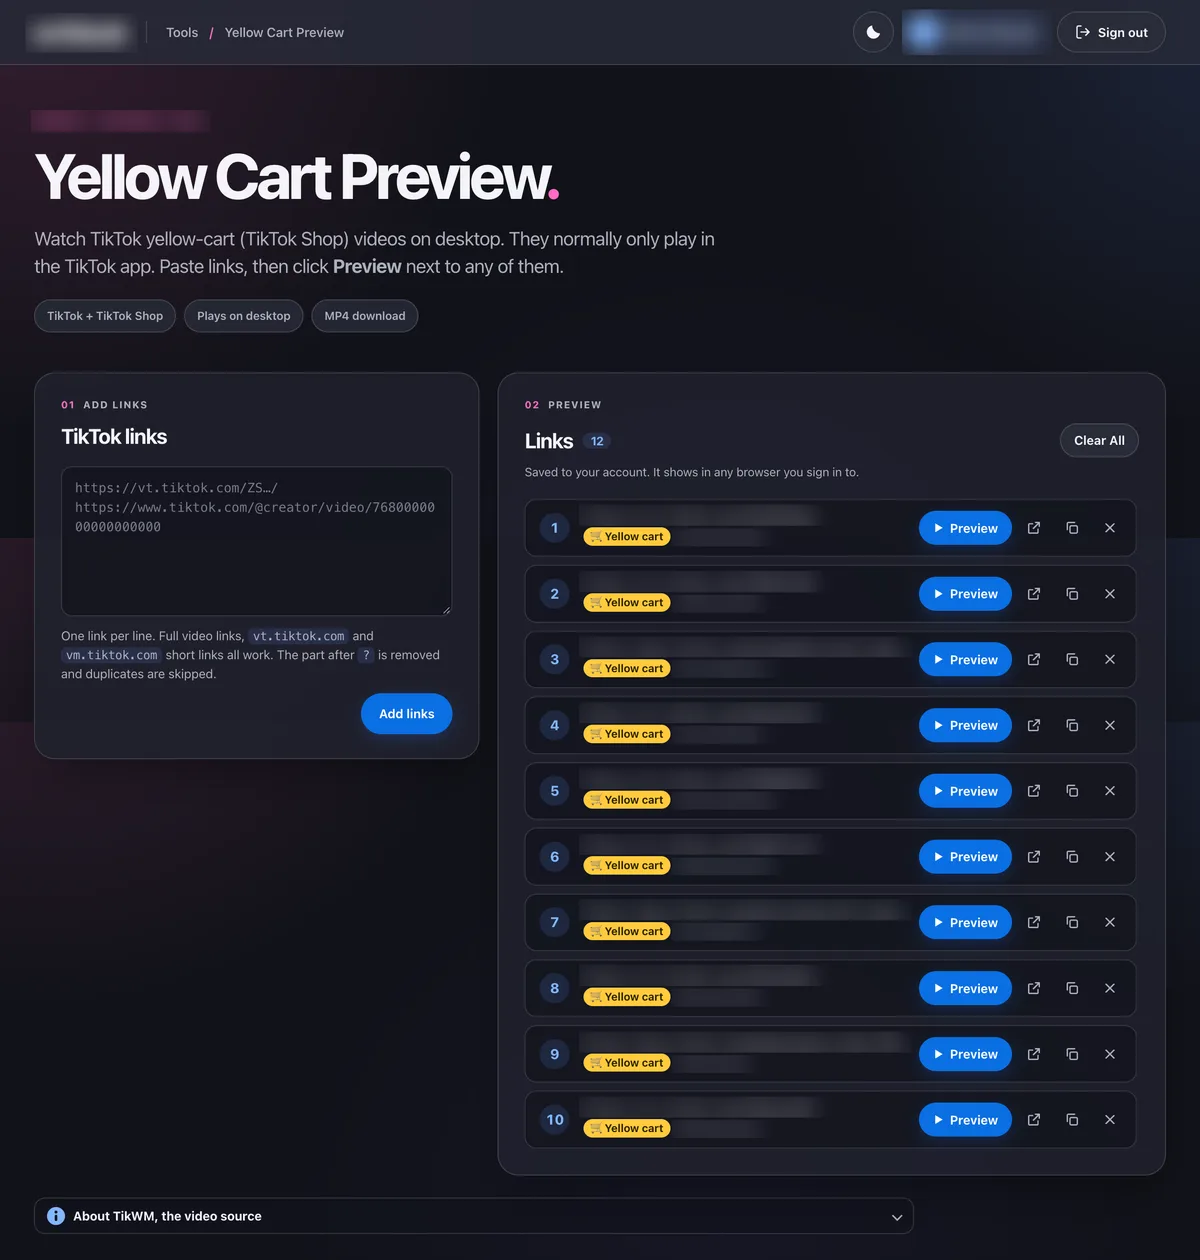 Tools / Yellow Cart Preview
Sign out
Yellow Cart Preview.
Watch TikTok yellow-cart (TikTok Shop) videos on desktop. They normally only play in
the TikTok app. Paste links, then click Preview next to any of them.
TikTok + TikTok Shop
Plays on desktop
MP4 download
01 ADD LINKS
TikTok links
https://vt.tiktok.com/ZS…/
https://www.tiktok.com/@creator/video/76800000
00000000000
One link per line. Full video links, vt.tiktok.com and
vm.tiktok.com short links all work. The part after ? is removed
and duplicates are skipped.
Add links
02 PREVIEW
Links 12
Clear All
Saved to your account. It shows in any browser you sign in to.
1
Yellow cart
Preview
2
Yellow cart
Preview
3
Yellow cart
Preview
4
Yellow cart
Preview
5
Yellow cart
Preview
6
Yellow cart
Preview
7
Yellow cart
Preview
8
Yellow cart
Preview
9
Yellow cart
Preview
10
Yellow cart
Preview
About TikWM, the video source